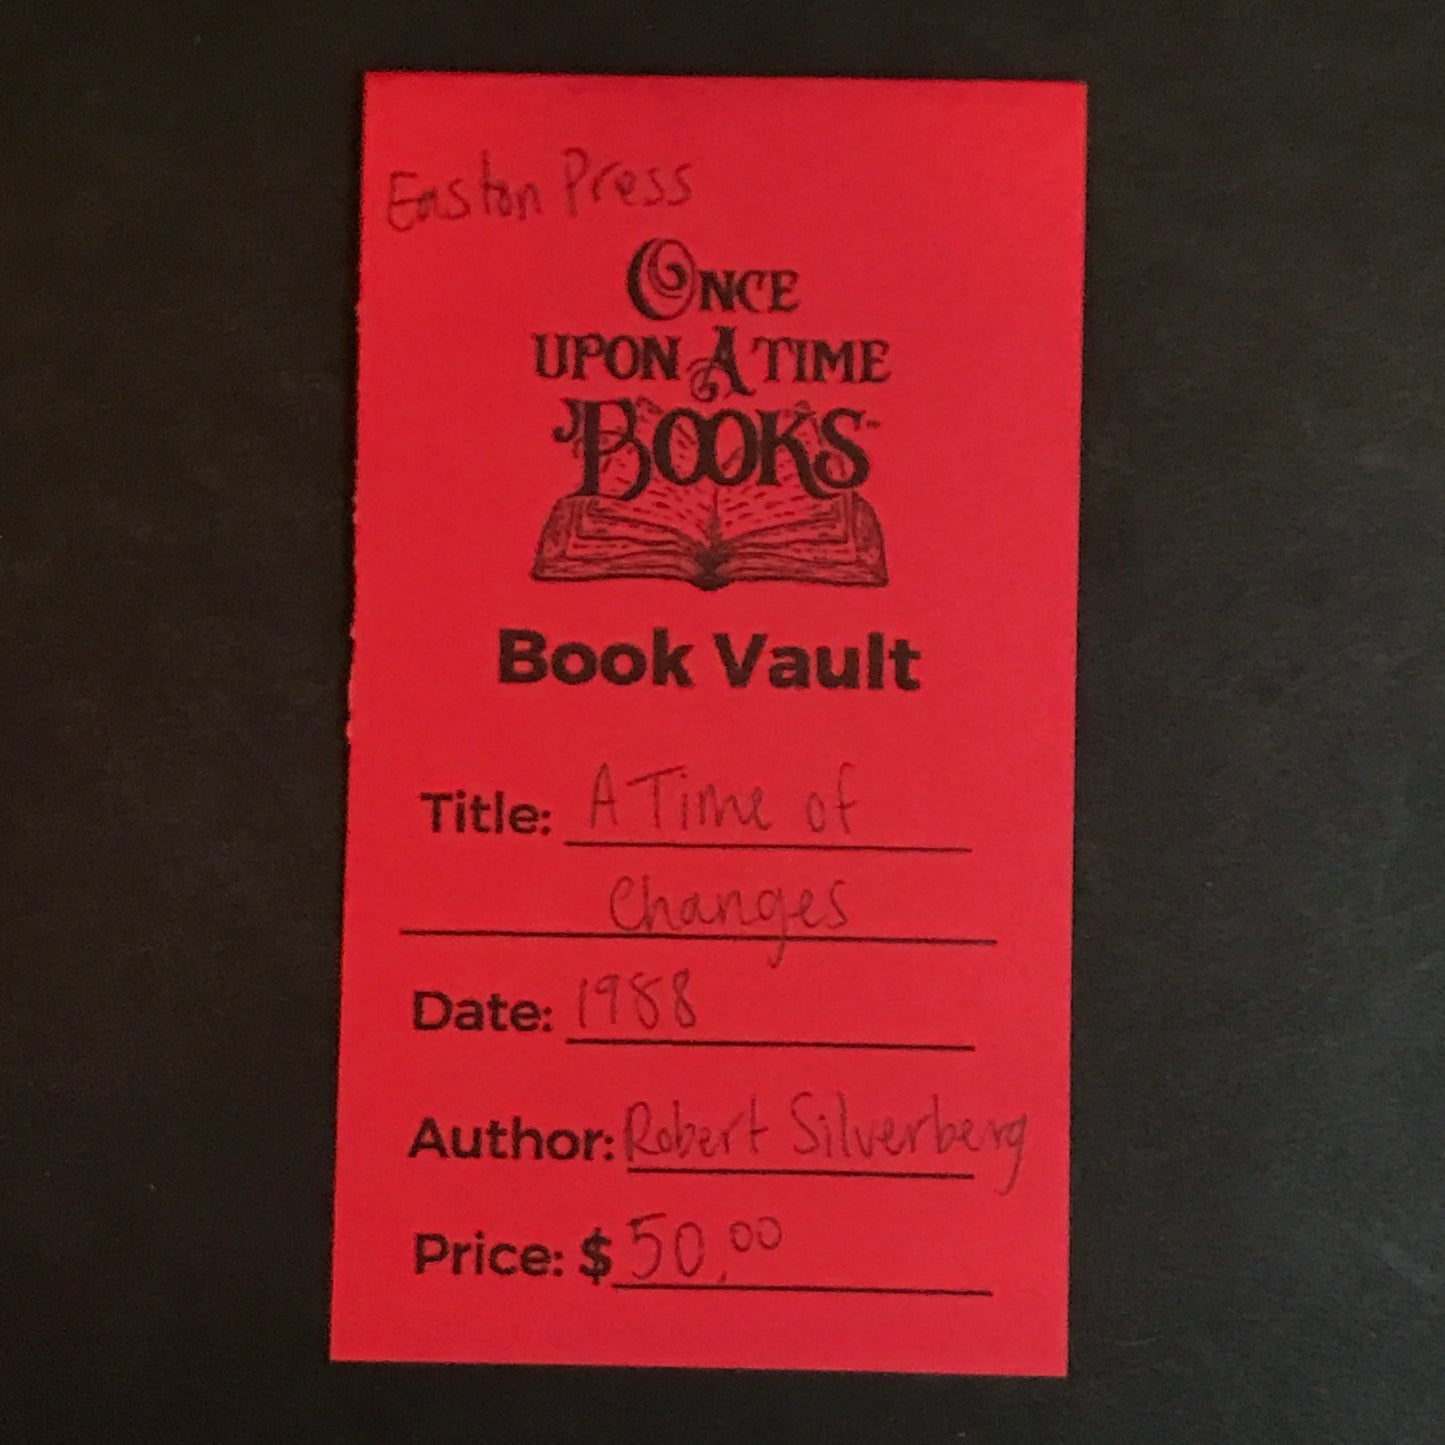 Easton Press
ONCE
UPON A TIME
BOOKS™
Book Vault
Title: A Time of
Changes
Date: 1988
Author: Robert Silverberg
Price: $50.00